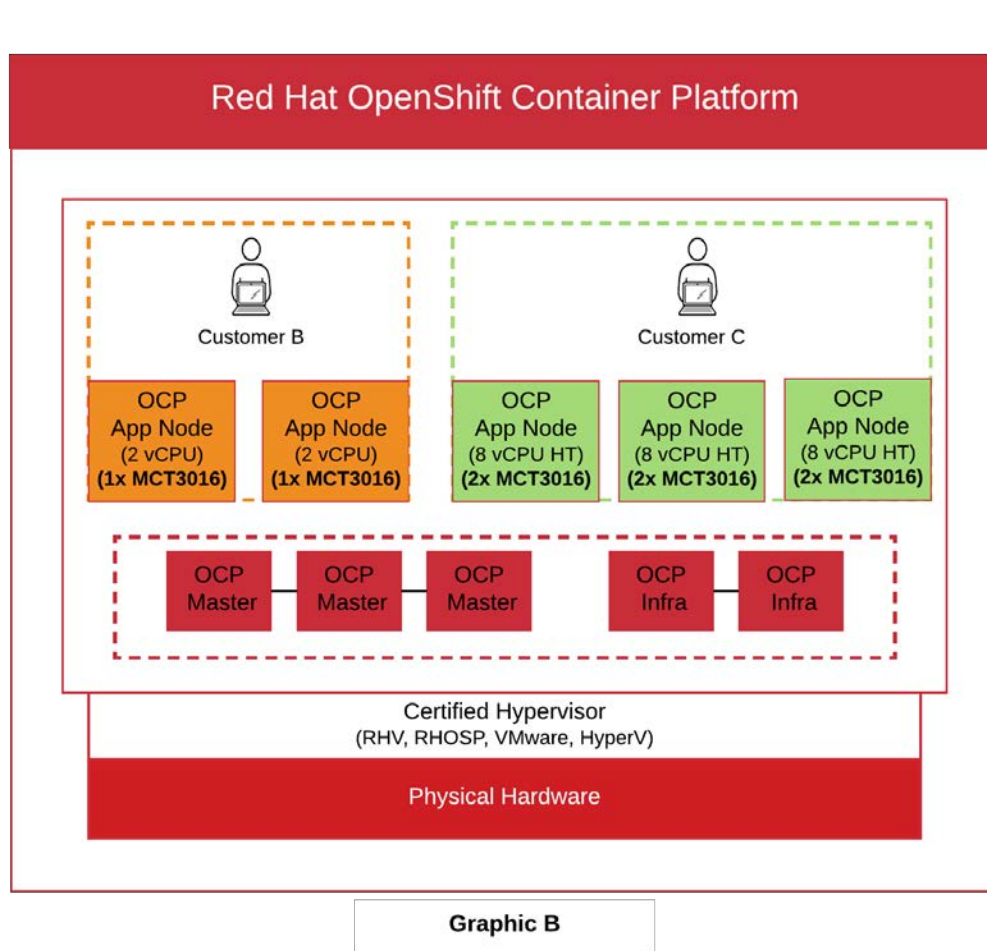 Red Hat OpenShift Container Platform
Customer B
Customer C
OCP
App Node
(2 vCPU)
(1x MCT3016)
OCP
App Node
(2 vCPU)
(1x MCT3016)
OCP
App Node
(8 vCPU HT)
(2x MCT3016)
OCP
App Node
(8 vCPU HT)
(2x MCT3016)
OCP
App Node
(8 vCPU HT)
(2x MCT3016)
OCP
Master
OCP
Master
OCP
Master
OCP
Infra
OCP
Infra
Certified Hypervisor
(RHV, RHOSP, VMware, HyperV)
Physical Hardware
Graphic B